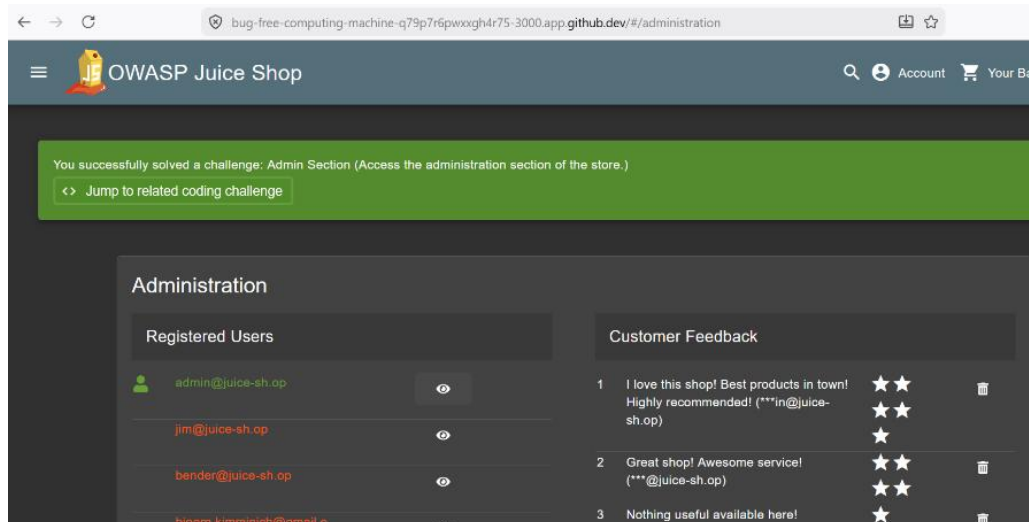 bug-free-computing-machine-q79p7r6pwxxgh4r75-3000.app.github.dev/#/administration
OWASP Juice Shop
Account
Your Ba
You successfully solved a challenge: Admin Section (Access the administration section of the store.)
<> Jump to related coding challenge
Administration
Registered Users
admin@juice-sh.op
jim@juice-sh.op
bender@juice-sh.op
Customer Feedback
1 I love this shop! Best products in town!
Highly recommended! (***in@juice-
sh.op)
2 Great shop! Awesome service!
(***@juice-sh.op)
3 Nothing useful available here!